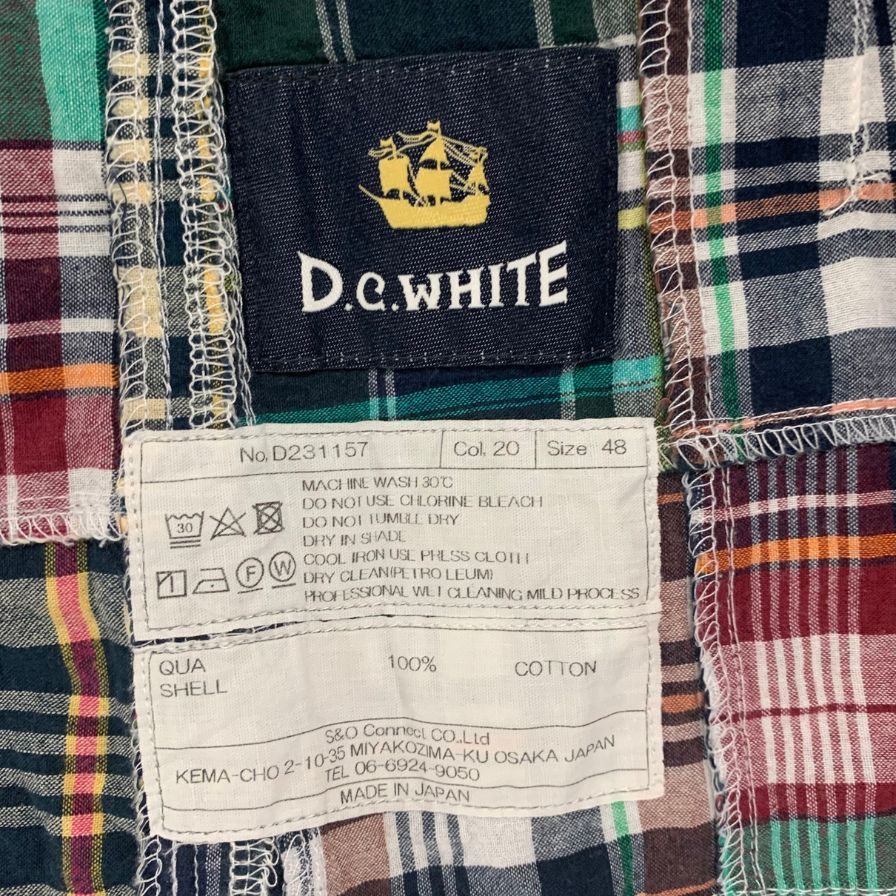 D.C.WHITE
No. D231157 Col. 20 Size 48
MACHINE WASH 30℃
DO NOT USE CHLORINE BLEACH
DO NOT TUMBLE DRY
DRY IN SHADE
COOL IRON USE PRESS CLOTH
DRY CLEAN(PETRO LEUM)
PROFESSIONAL WET CLEANING MILD PROCESS
30
F W
QUA 100% COTTON
SHELL
S&O Connect CO.Ltd
KEMA-CHO 2-10-35 MIYAKOZIMA-KU OSAKA JAPAN
TEL 06-6924-9050
MADE IN JAPAN